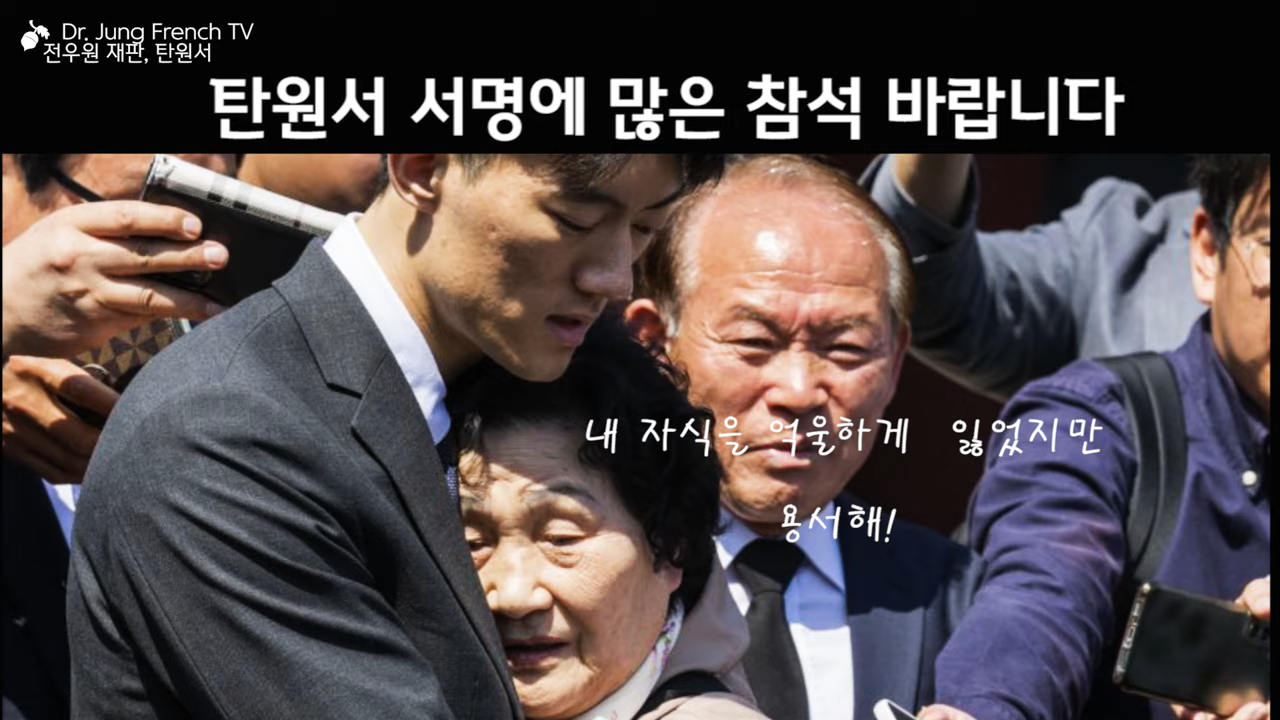 Dr. Jung French TV
전우원 재판, 탄원서
탄원서 서명에 많은 참석 바랍니다
내 자식을 억울하게 잃었지만
용서해!